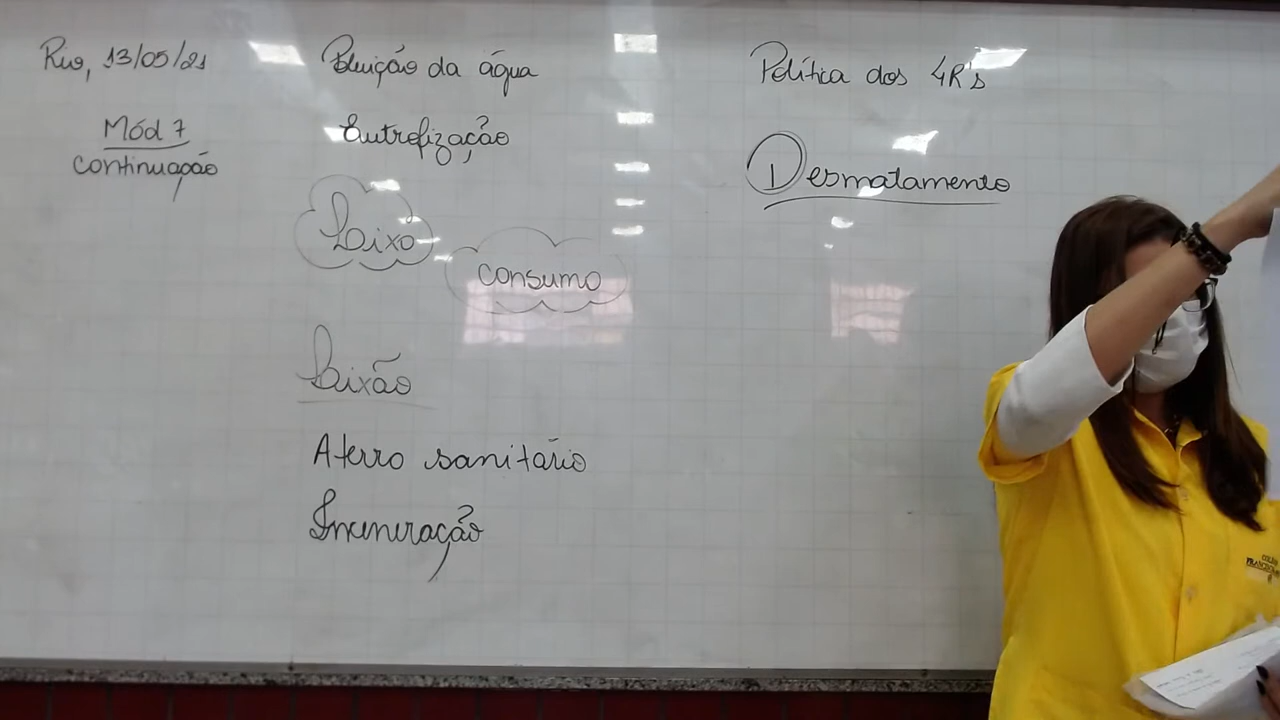 Rio, 13/05/21
Mód 7
continuação
Poluição da água
Eutrofização
Lixo
consumo
Lixão
Aterro sanitário
Incineração
Política dos 4R's
Desmatamento